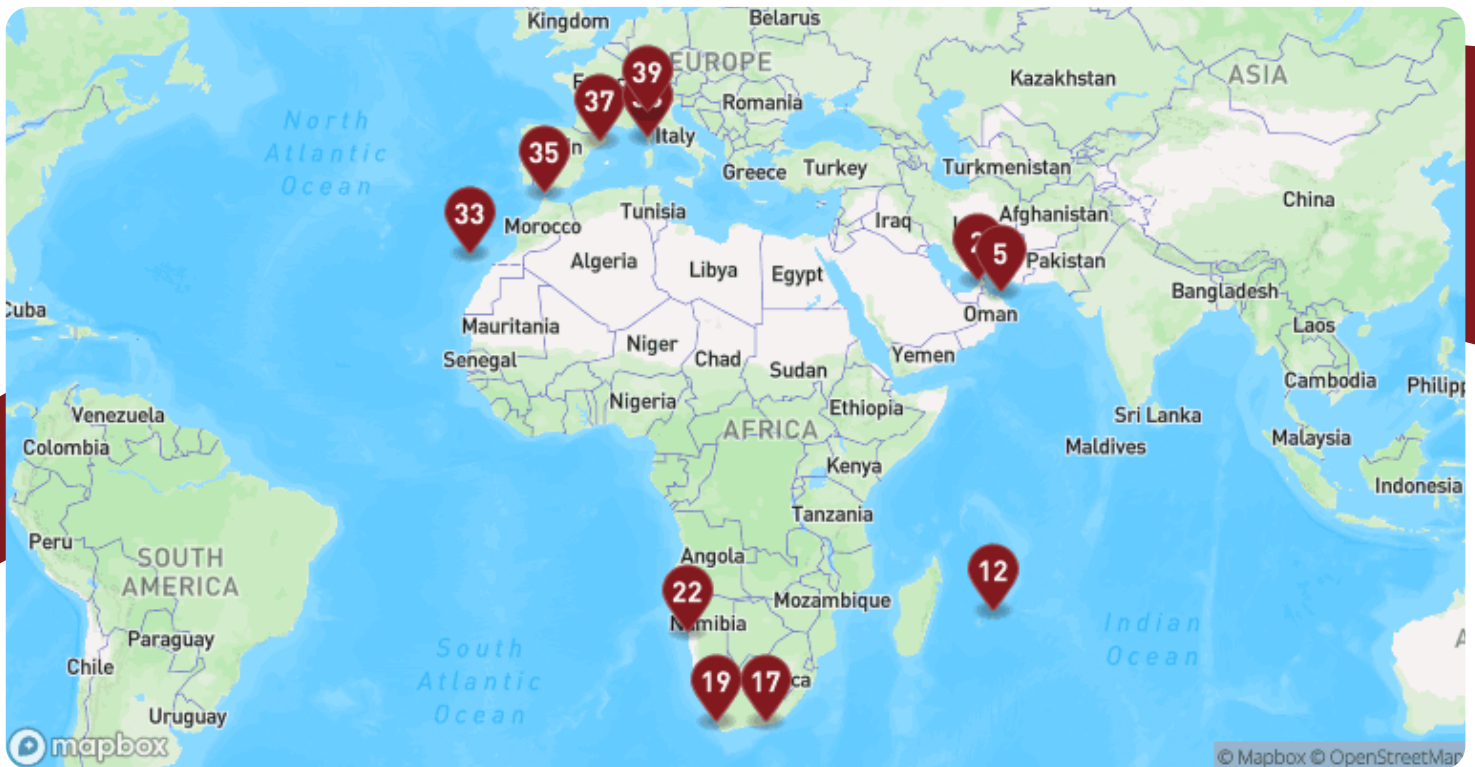 Kingdom
Belarus
39
EUROPE
Kazakhstan
ASIA
37
Romania
Italy
35
Greece
Turkey
Turkmenistan
China
North
Atlantic
Ocean
33
Morocco
Tunisia
Iraq
Afghanistan
5
Pakistan
Algeria
Libya
Egypt
Bangladesh
Cuba
Oman
Laos
Mauritania
Niger
Chad
Sudan
Yemen
Senegal
Cambodia
Nigeria
Ethiopia
Venezuela
AFRICA
Sri Lanka
Colombia
Maldives
Malaysia
Kenya
Indonesia
Tanzania
Peru
SOUTH
AMERICA
Angola
12
22
Mozambique
Namibia
Indian
Ocean
Paraguay
South
Atlantic
Ocean
Chile
19
17
ca
Uruguay
mapbox
© Mapbox © OpenStreetMap